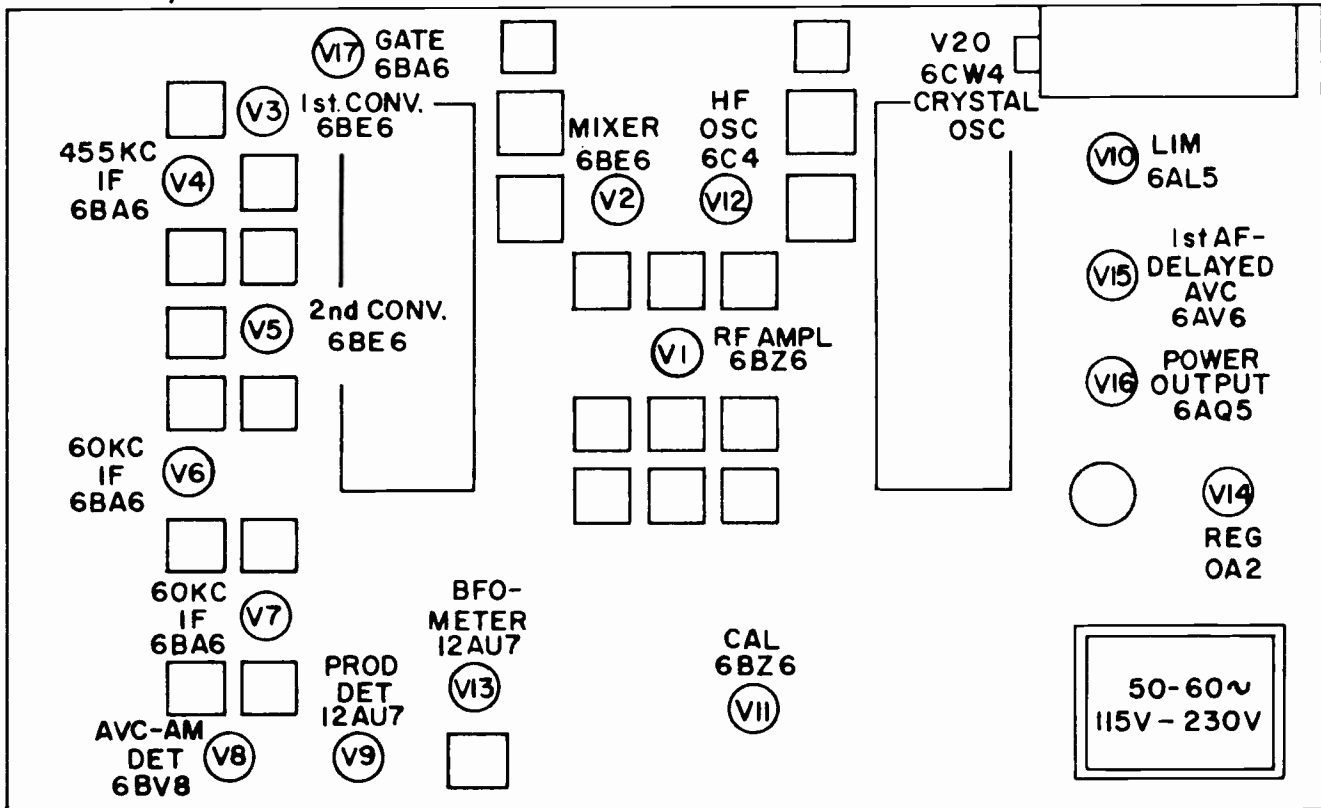 V17
GATE
6BA6
V3
1st. CONV.
6BE6
455KC
IF
6BA6
V4
MIXER
6BE6
V2
HF
OSC
6C4
V12
V20
6CW4
CRYSTAL
OSC
V10
LIM
6AL5
V15
1st AF-
DELAYED
AVC
6AV6
V5
2nd CONV.
6BE6
V1
RF AMPL
6BZ6
V16
POWER
OUTPUT
6AQ5
60KC
IF
6BA6
V6
V14
REG
OA2
60KC
IF
6BA6
V7
BFO-
METER
12AU7
V13
PROD
DET
12AU7
V9
AVC-AM
DET
6BV8
V8
CAL
6BZ6
V11
50-60~
115V-230V